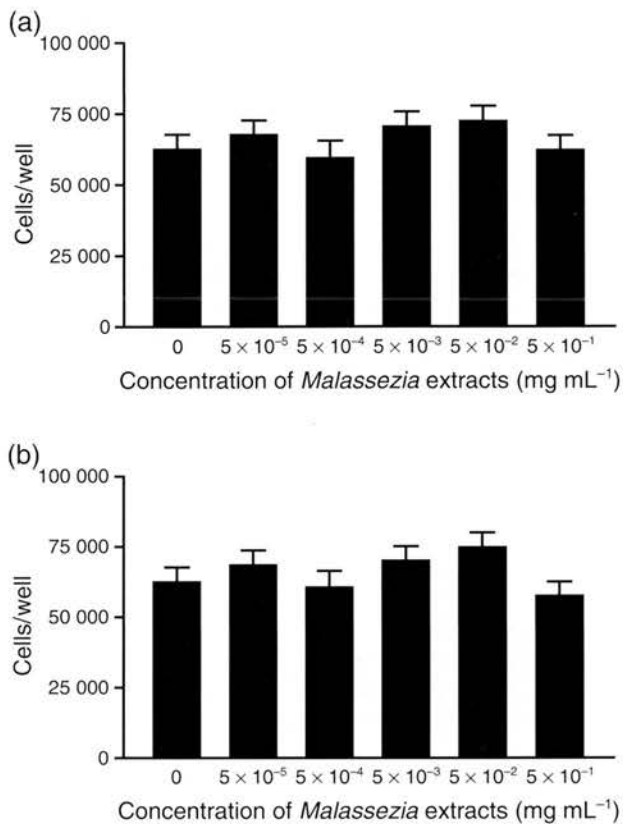 (a)
100 000
75 000
50 000
25 000
0
Cells/well
0 5 × 10⁻⁵ 5 × 10⁻⁴ 5 × 10⁻³ 5 × 10⁻² 5 × 10⁻¹
Concentration of Malassezia extracts (mg mL⁻¹)
(b)
100 000
75 000
50 000
25 000
0
Cells/well
0 5 × 10⁻⁵ 5 × 10⁻⁴ 5 × 10⁻³ 5 × 10⁻² 5 × 10⁻¹
Concentration of Malassezia extracts (mg mL⁻¹)